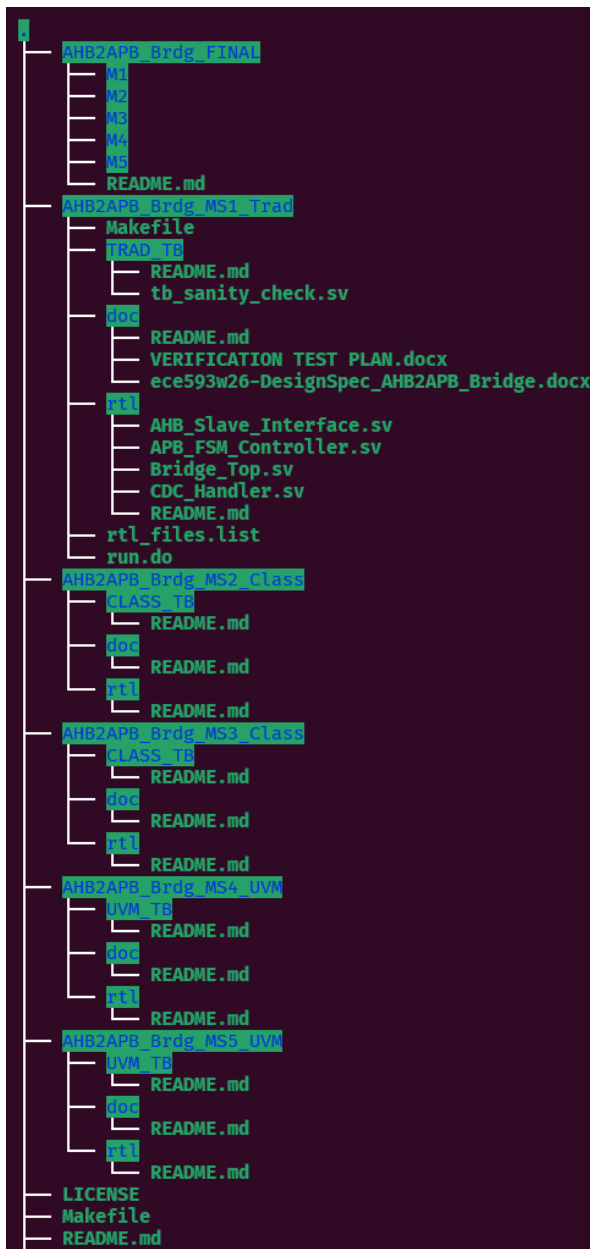 .
AHB2APB_Brdg_FINAL
M1
M2
M3
M4
M5
README.md
AHB2APB_Brdg_MS1_Trad
Makefile
TRAD_TB
README.md
tb_sanity_check.sv
doc
README.md
VERIFICATION TEST PLAN.docx
ece593w26-DesignSpec_AHB2APB_Bridge.docx
rtl
AHB_Slave_Interface.sv
APB_FSM_Controller.sv
Bridge_Top.sv
CDC_Handler.sv
README.md
rtl_files.list
run.do
AHB2APB_Brdg_MS2_Class
CLASS_TB
README.md
doc
README.md
rtl
README.md
AHB2APB_Brdg_MS3_Class
CLASS_TB
README.md
doc
README.md
rtl
README.md
AHB2APB_Brdg_MS4_UVM
UVM_TB
README.md
doc
README.md
rtl
README.md
AHB2APB_Brdg_MS5_UVM
UVM_TB
README.md
doc
README.md
rtl
README.md
LICENSE
Makefile
README.md